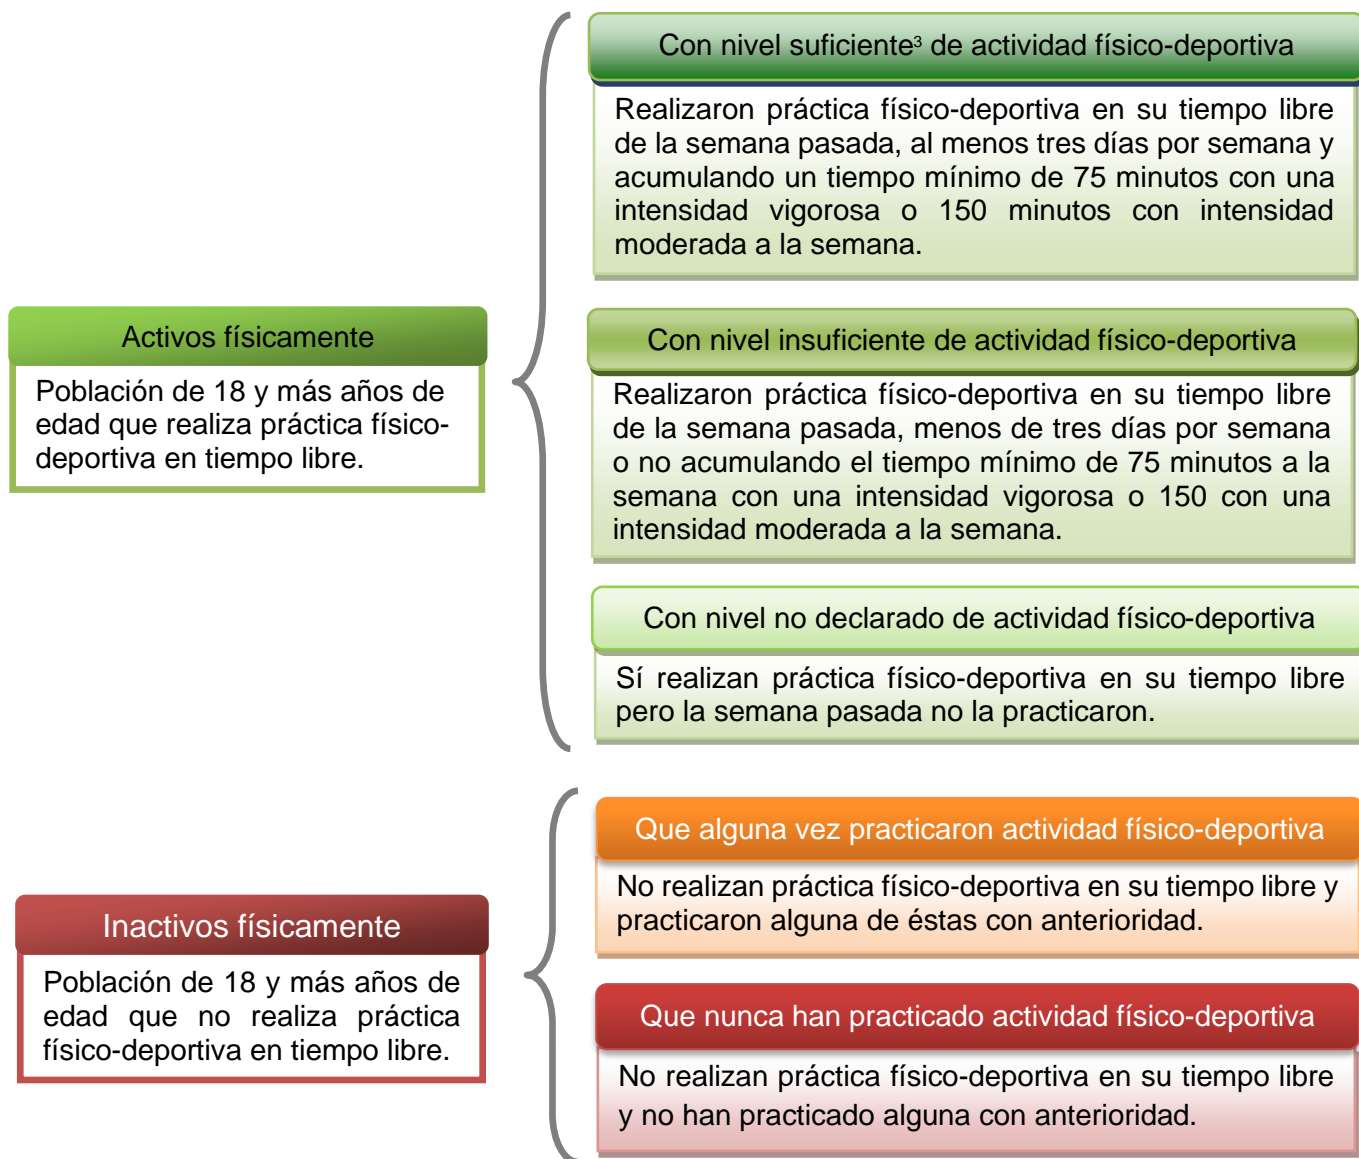 Activos físicamente
Población de 18 y más años de
edad que realiza práctica físico-
deportiva en tiempo libre.
Con nivel suficiente³ de actividad físico-deportiva
Realizaron práctica físico-deportiva en su tiempo libre
de la semana pasada, al menos tres días por semana y
acumulando un tiempo mínimo de 75 minutos con una
intensidad vigorosa o 150 minutos con intensidad
moderada a la semana.
Con nivel insuficiente de actividad físico-deportiva
Realizaron práctica físico-deportiva en su tiempo libre
de la semana pasada, menos de tres días por semana
o no acumulando el tiempo mínimo de 75 minutos a la
semana con una intensidad vigorosa o 150 con una
intensidad moderada a la semana.
Con nivel no declarado de actividad físico-deportiva
Sí realizan práctica físico-deportiva en su tiempo libre
pero la semana pasada no la practicaron.
Inactivos físicamente
Población de 18 y más años de
edad que no realiza práctica
físico-deportiva en tiempo libre.
Que alguna vez practicaron actividad físico-deportiva
No realizan práctica físico-deportiva en su tiempo libre y
practicaron alguna de éstas con anterioridad.
Que nunca han practicado actividad físico-deportiva
No realizan práctica físico-deportiva en su tiempo libre
y no han practicado alguna con anterioridad.